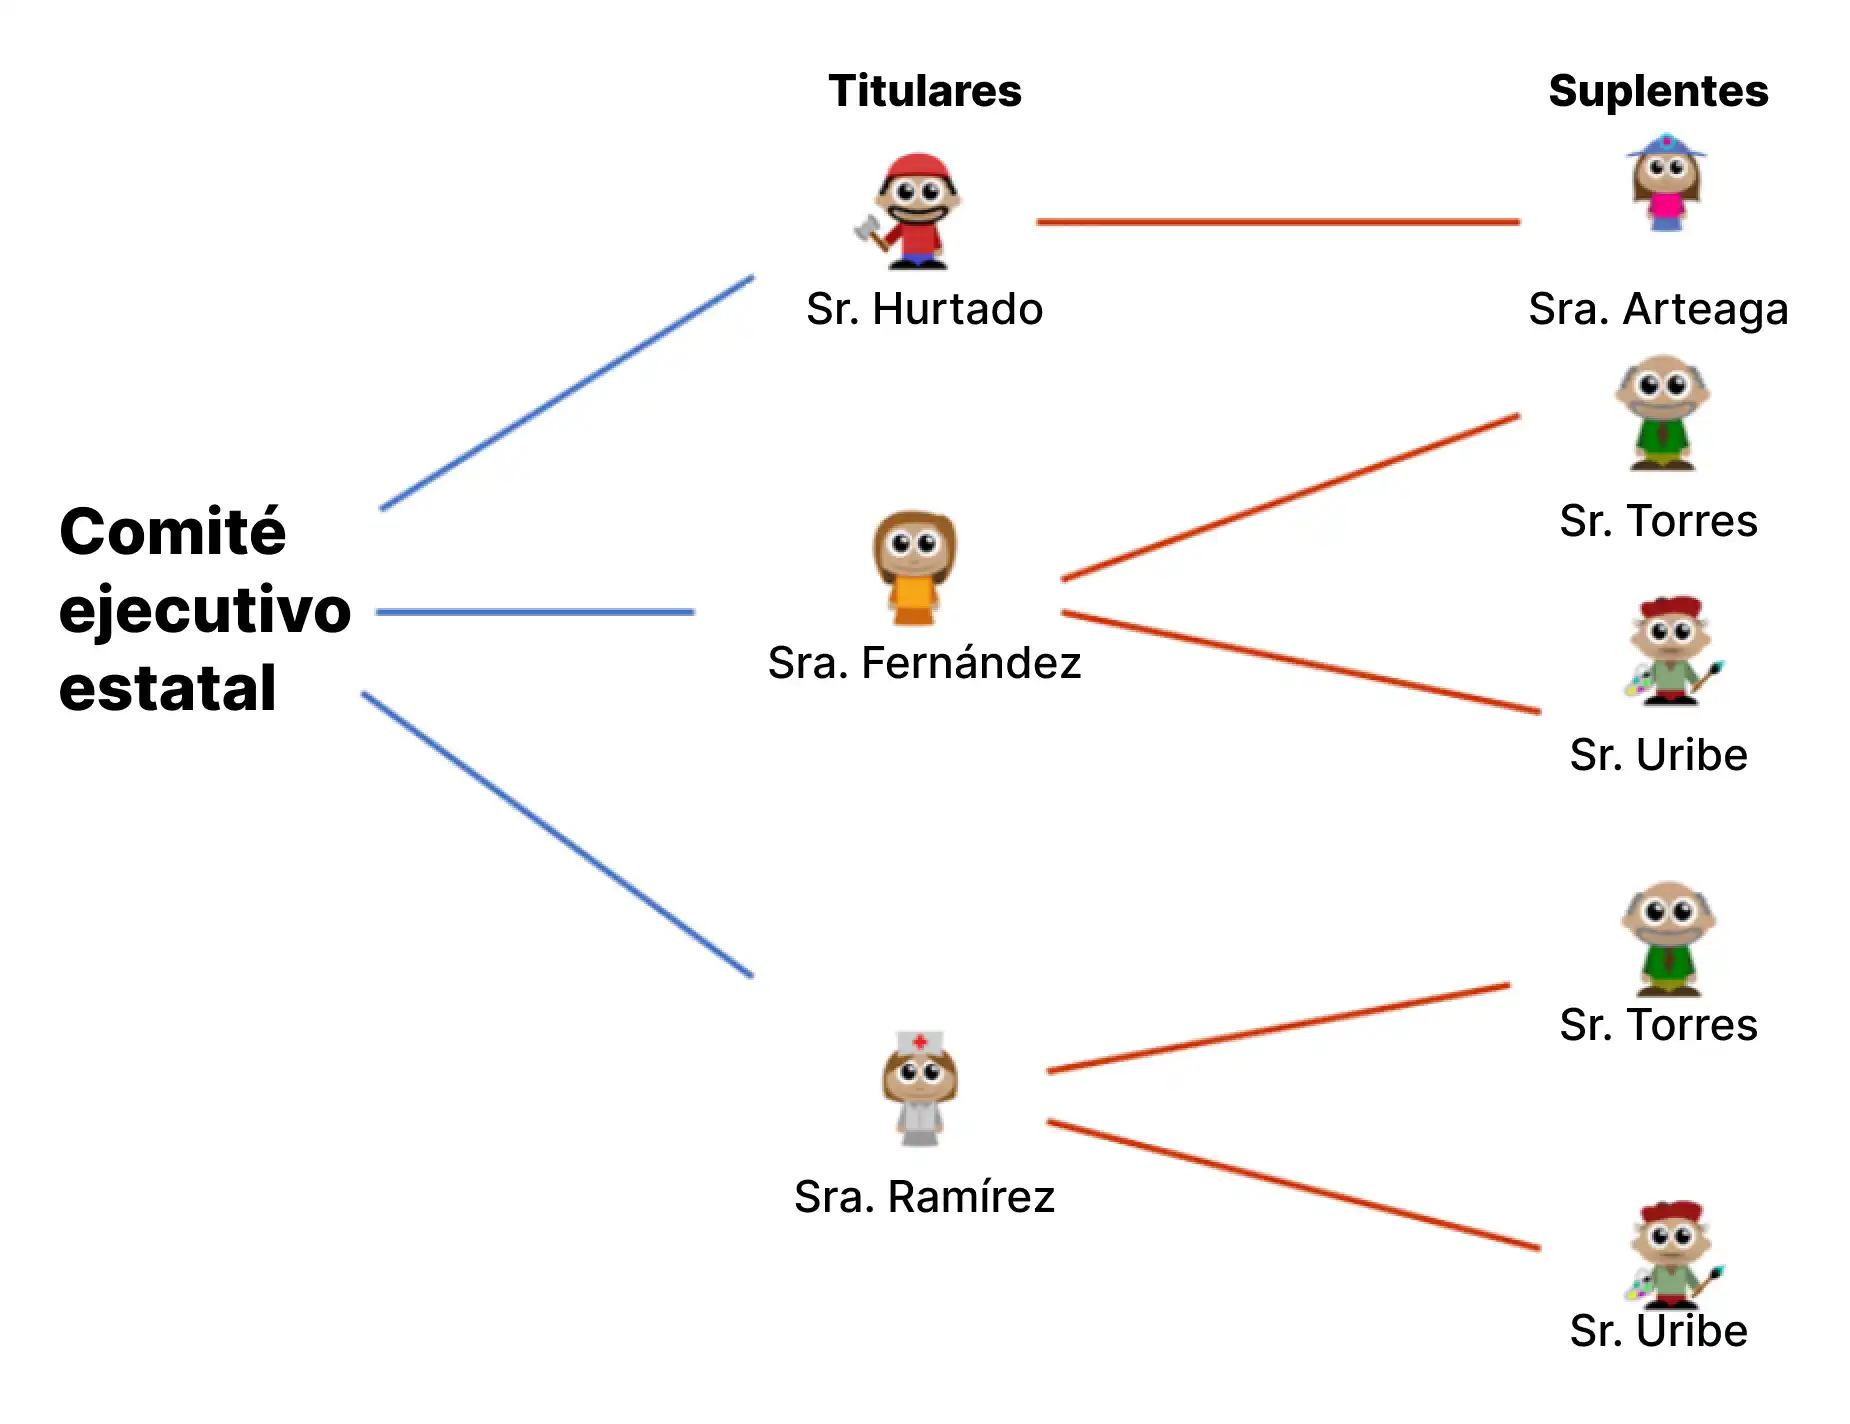 Titulares
Suplentes
Sr. Hurtado
Sra. Arteaga
Comité
ejecutivo
estatal
Sra. Fernández
Sr. Torres
Sr. Uribe
Sra. Ramírez
Sr. Torres
Sr. Uribe